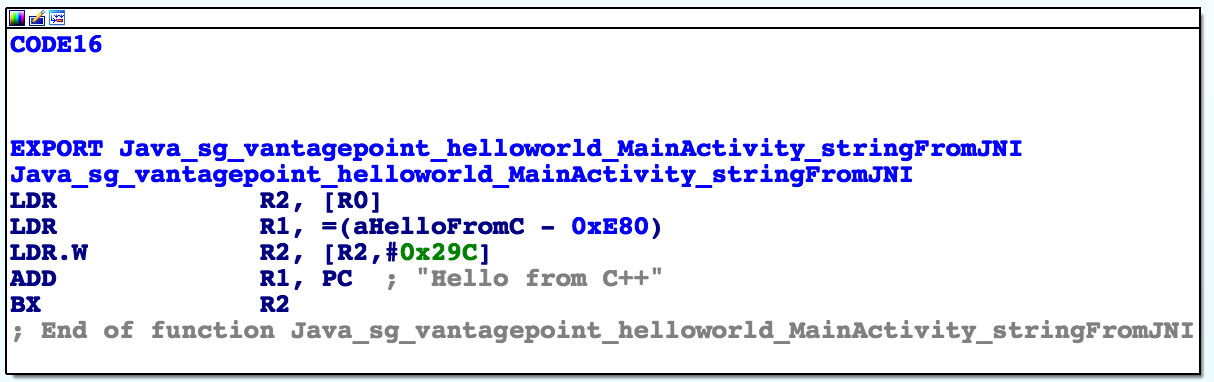 CODE16
EXPORT Java_sg_vantagepoint_helloworld_MainActivity_stringFromJNI
Java_sg_vantagepoint_helloworld_MainActivity_stringFromJNI
LDR R2, [R0]
LDR R1, =(aHelloFromC - 0xE80)
LDR.W R2, [R2,#0x29C]
ADD R1, PC ; "Hello from C++"
BX R2
; End of function Java_sg_vantagepoint_helloworld_MainActivity_stringFromJNI